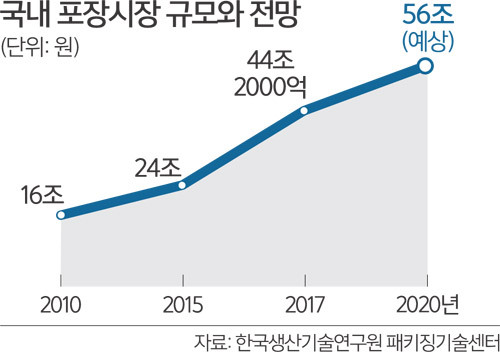 국내 포장시장 규모와 전망
(단위: 원)
56조
(예상)
44조
2000억
24조
16조
2010 2015 2017 2020년
자료: 한국생산기술연구원 패키징기술센터